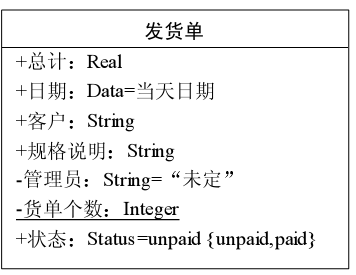 发货单
+总计：Real
+日期：Data=当天日期
+客户：String
+规格说明：String
-管理员：String=“未定”
-货单个数：Integer
+状态：Status=unpaid {unpaid,paid}